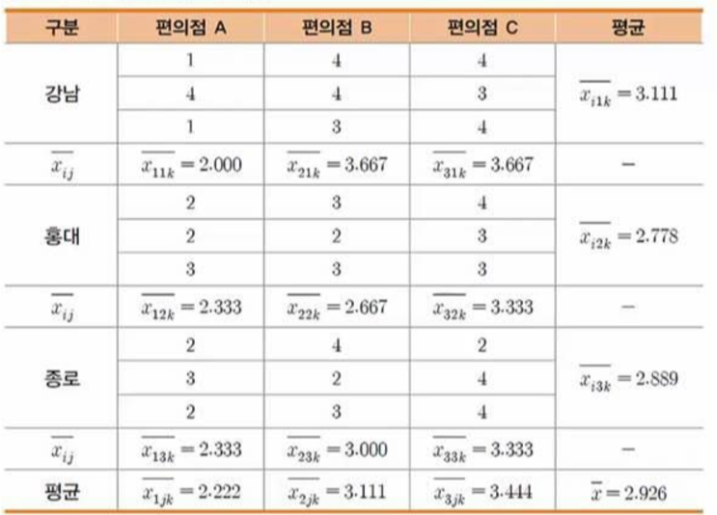 구분 편의점 A 편의점 B 편의점 C 평균
1 4 4
강남 4 4 3 $\overline{x_{i1k}}$ = 3.111
1 3 4
$\overline{x_{ij}}$ $\overline{x_{11k}}$ = 2.000 $\overline{x_{21k}}$ = 3.667 $\overline{x_{31k}}$ = 3.667 −
2 3 4
홍대 2 2 3 $\overline{x_{i2k}}$ = 2.778
3 3 3
$\overline{x_{ij}}$ $\overline{x_{12k}}$ = 2.333 $\overline{x_{22k}}$ = 2.667 $\overline{x_{32k}}$ = 3.333 −
2 4 2
종로 3 2 4 $\overline{x_{i3k}}$ = 2.889
2 3 4
$\overline{x_{ij}}$ $\overline{x_{13k}}$ = 2.333 $\overline{x_{23k}}$ = 3.000 $\overline{x_{33k}}$ = 3.333 −
평균 $\overline{x_{1jk}}$ = 2.222 $\overline{x_{2jk}}$ = 3.111 $\overline{x_{3jk}}$ = 3.444 $\overline{x}$ = 2.926